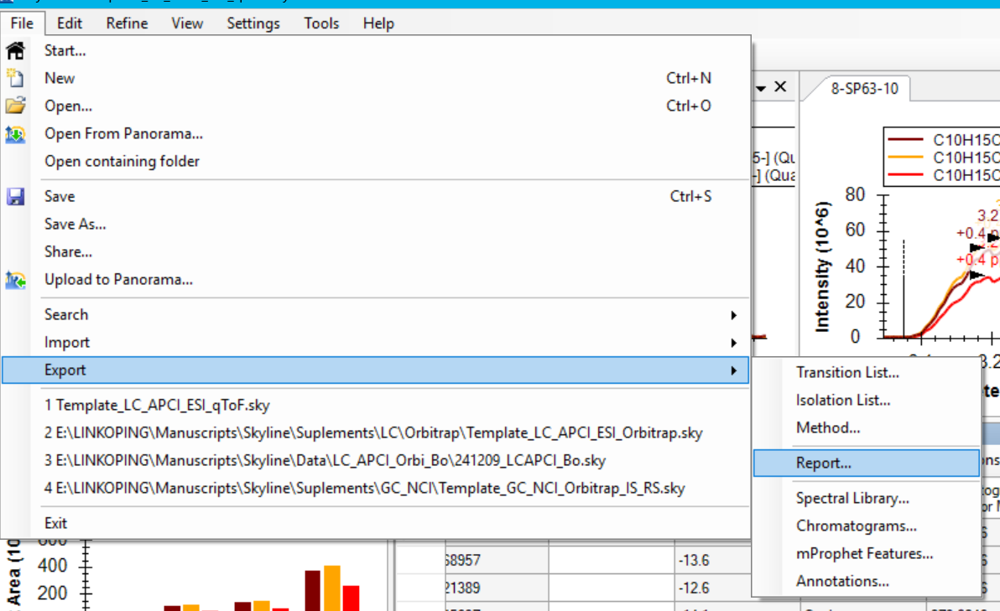 File Edit Refine View Settings Tools Help
Start...
New Ctrl+N
Open... Ctrl+O
Open From Panorama...
Open containing folder
Save Ctrl+S
Save As...
Share...
Upload to Panorama...
Search
Import
Export
1 Template_LC_APCI_ESI_qToF.sky
2 E:\LINKOPING\Manuscripts\Skyline\Suplements\LC\Orbitrap\Template_LC_APCI_ESI_Orbitrap.sky
3 E:\LINKOPING\Manuscripts\Skyline\Data\LC_APCI_Orbi_Bo\241209_LCAPCI_Bo.sky
4 E:\LINKOPING\Manuscripts\Skyline\Suplements\GC_NCI\Template_GC_NCI_Orbitrap_IS_RS.sky
Exit
Transition List...
Isolation List...
Method...
Report...
Spectral Library...
Chromatograms...
mProphet Features...
Annotations...
8-SP63-10
5-] (Qu
-] (Qua
C10H15C
C10H15C
C10H15C
Intensity (10^6)
80
60
40
20
0
3.2
+0.4 p
+0.4 p
3.2
Area (10
400
200
68957 -13.6
21389 -12.6